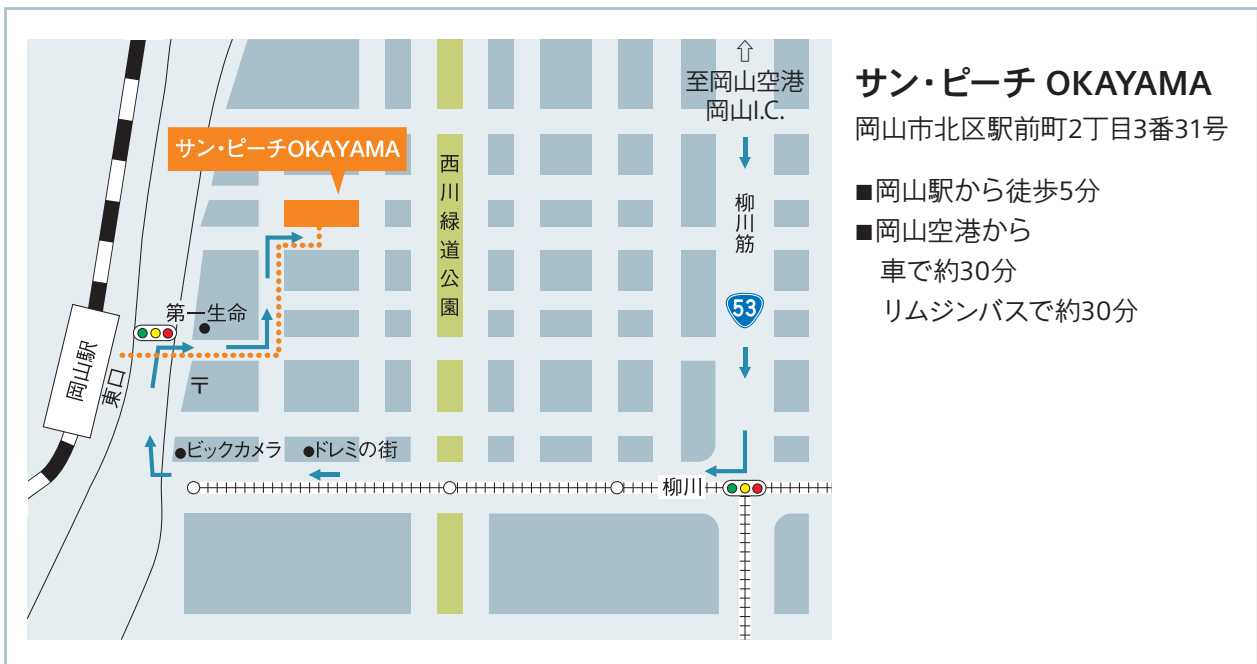 至岡山空港
岡山I.C.
サン・ピーチOKAYAMA
西川緑道公園
柳川筋
53
第一生命
岡山駅
東口
〒
ビックカメラ
ドレミの街
柳川
サン・ピーチ OKAYAMA
岡山市北区駅前町2丁目3番31号
■岡山駅から徒歩5分
■岡山空港から
車で約30分
リムジンバスで約30分